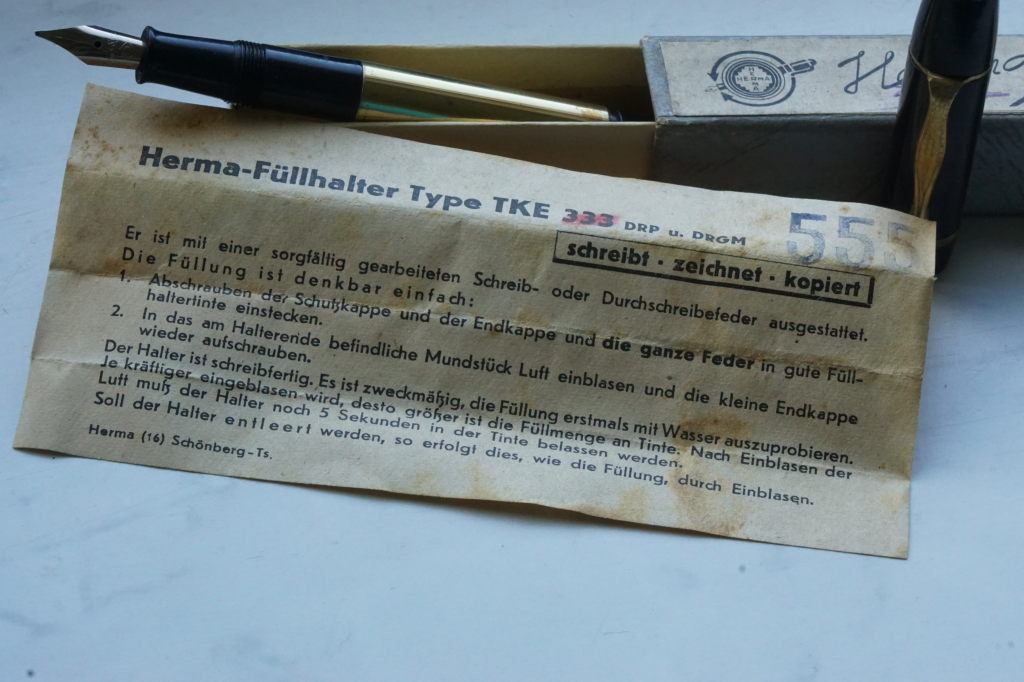 HERMA
Herma-Füllhalter Type TKE 333 DRP u. DRGM 555
schreibt · zeichnet · kopiert
Er ist mit einer sorgfältig gearbeiteten Schreib- oder Durchschreibefeder ausgestattet.
Die Füllung ist denkbar einfach:
1. Abschrauben der Schutzkappe und der Endkappe und die ganze Feder in gute Füll-
haltertinte einstecken.
2. In das am Halterende befindliche Mundstück Luft einblasen und die kleine Endkappe
wieder aufschrauben.
Der Halter ist schreibfertig. Es ist zweckmäßig, die Füllung erstmals mit Wasser auszuprobieren.
Je kräftiger eingeblasen wird, desto größer ist die Füllmenge an Tinte. Nach Einblasen der
Luft muß der Halter noch 5 Sekunden in der Tinte belassen werden.
Soll der Halter entleert werden, so erfolgt dies, wie die Füllung, durch Einblasen.
Herma (16) Schönberg-Ts.